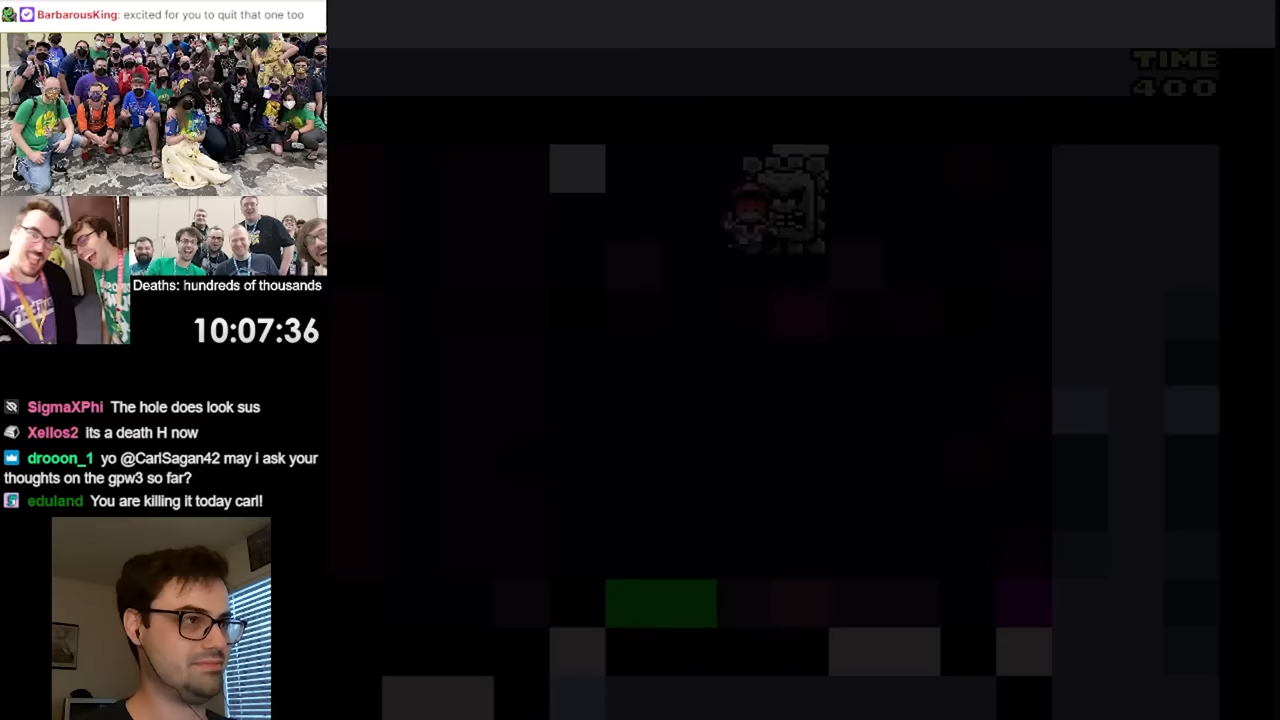 BarbarousKing: excited for you to quit that one too
TIME
400
Deaths: hundreds of thousands
10:07:36
SigmaXPhi The hole does look sus
Xellos2 its a death H now
drooon_1 yo @CarlSagan42 may i ask your
thoughts on the gpw3 so far?
eduland You are killing it today carl!